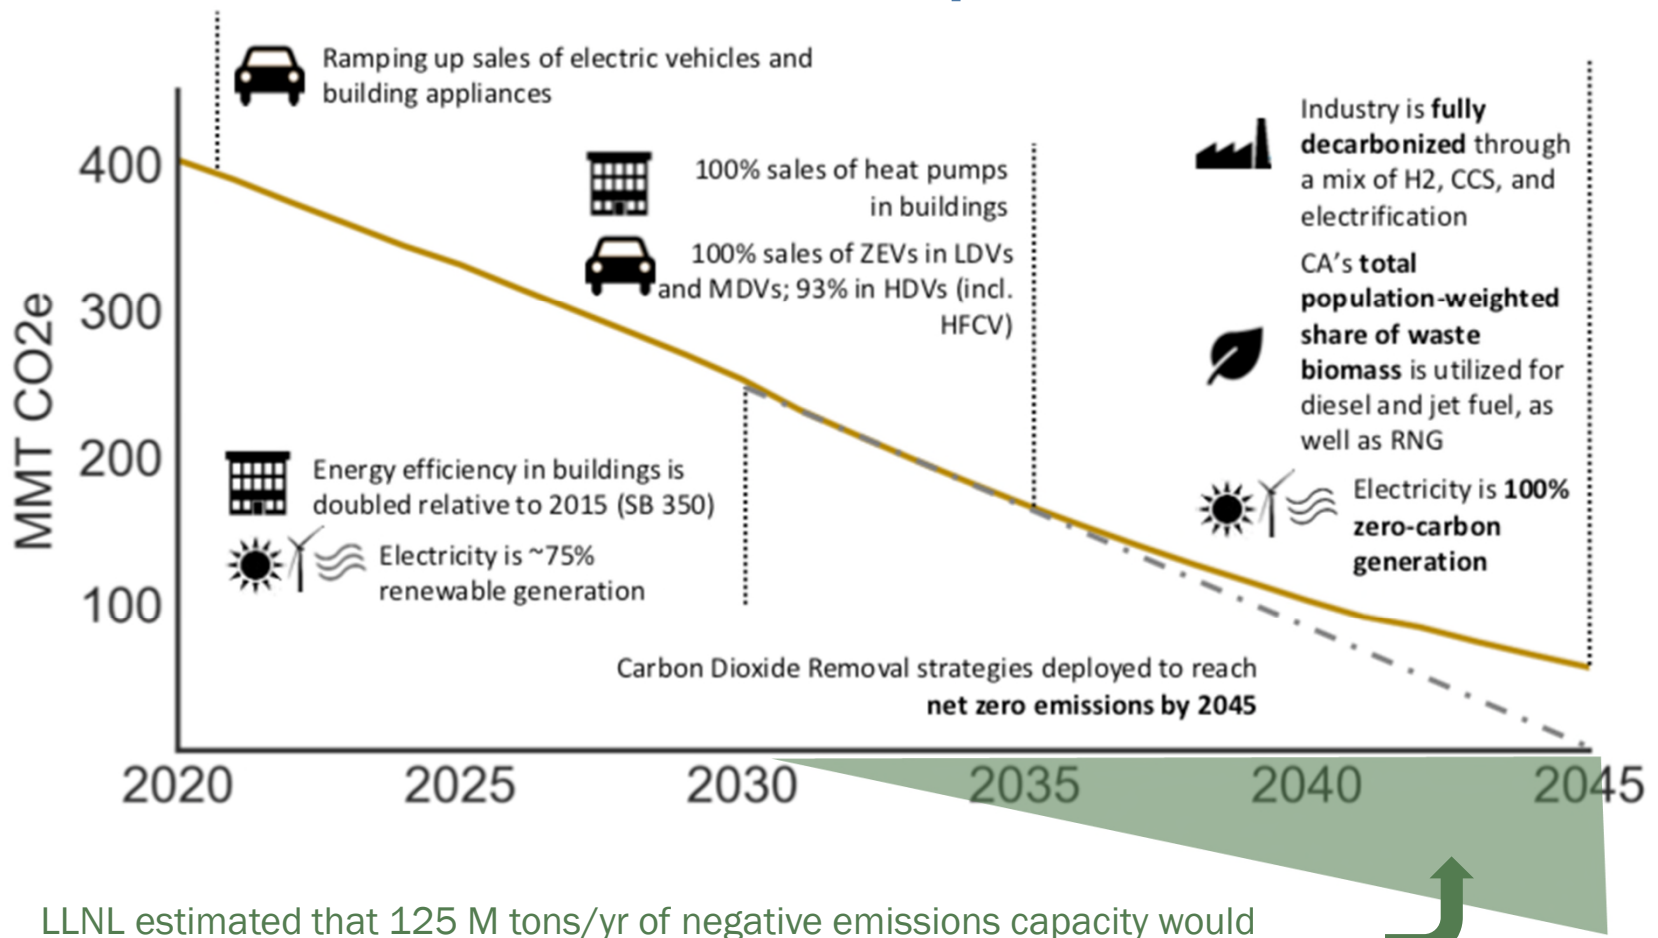 Ramping up sales of electric vehicles and
building appliances
MMT CO2e
400
300
200
100
100% sales of heat pumps
in buildings
100% sales of ZEVs in LDVs
and MDVs; 93% in HDVs (incl.
HFCV)
Industry is fully
decarbonized through
a mix of H2, CCS, and
electrification
CA's total
population-weighted
share of waste
biomass is utilized for
diesel and jet fuel, as
well as RNG
Electricity is 100%
zero-carbon
generation
Energy efficiency in buildings is
doubled relative to 2015 (SB 350)
Electricity is ~75%
renewable generation
Carbon Dioxide Removal strategies deployed to reach
net zero emissions by 2045
2020 2025 2030 2035 2040 2045
LLNL estimated that 125 M tons/yr of negative emissions capacity would